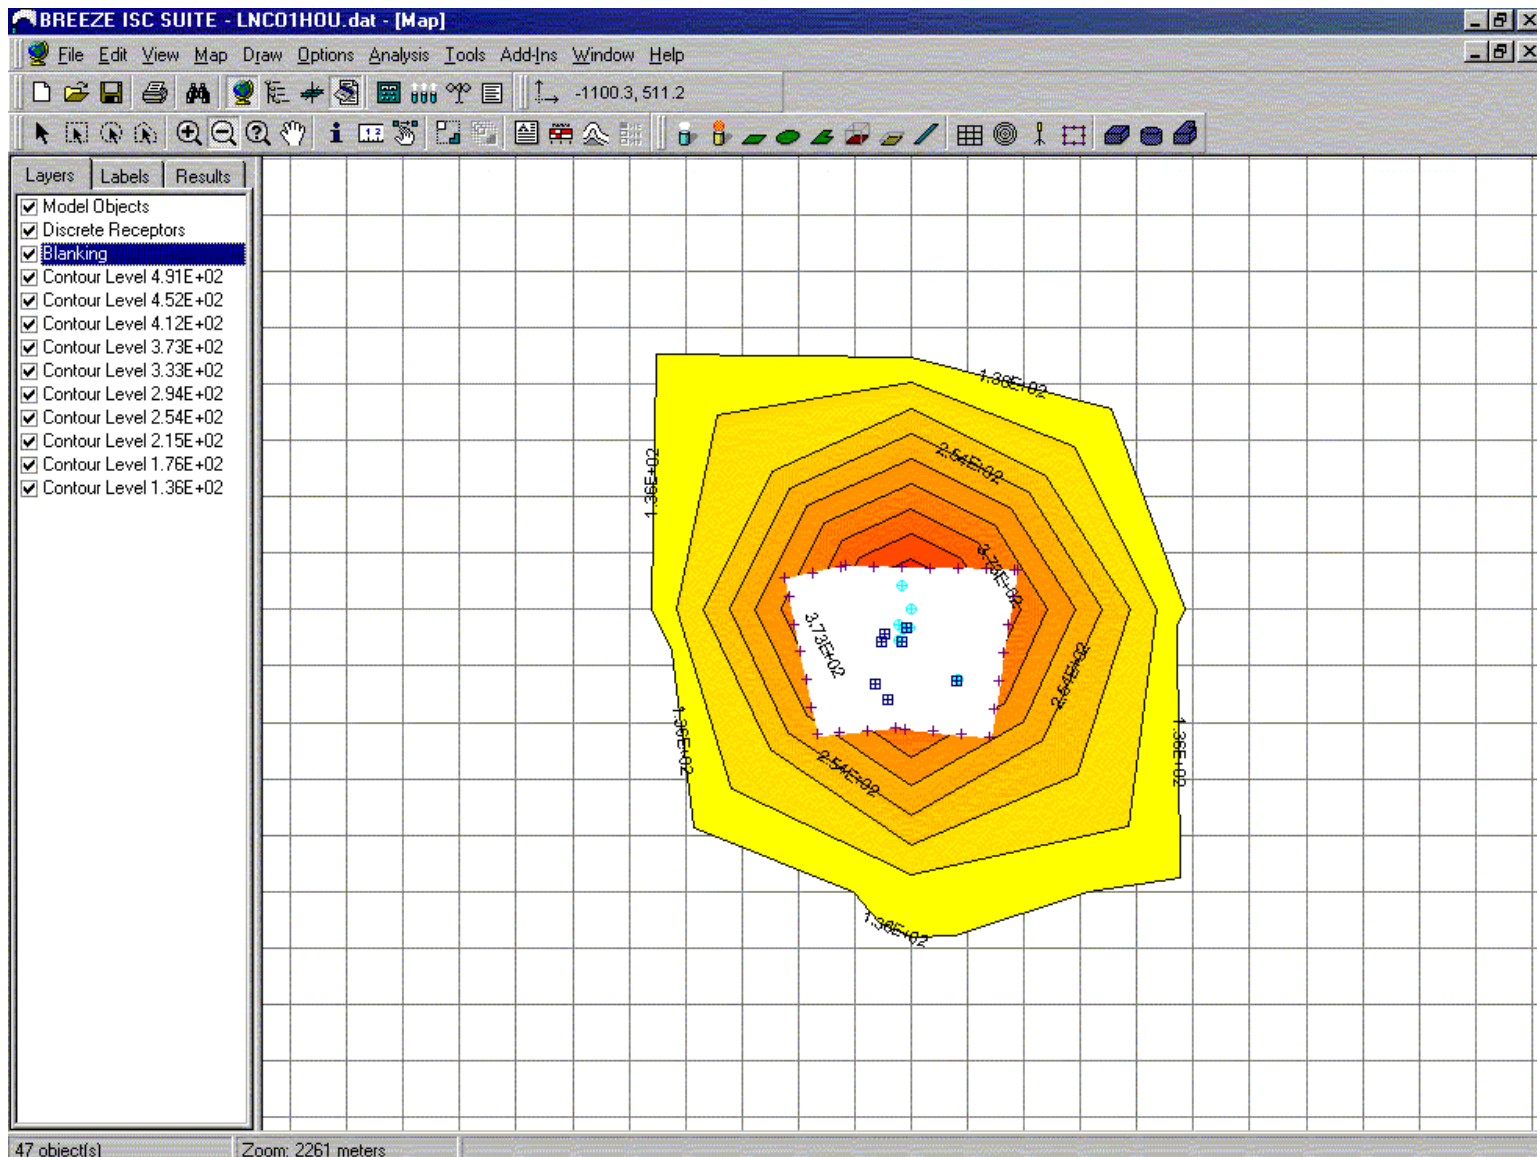 BREEZE ISC SUITE - LNCO1HOU.dat - [Map]
File Edit View Map Draw Options Analysis Tools Add-Ins Window Help
-1100.3, 511.2
Layers Labels Results
Model Objects
Discrete Receptors
Blanking
Contour Level 4.91E+02
Contour Level 4.52E+02
Contour Level 4.12E+02
Contour Level 3.73E+02
Contour Level 3.33E+02
Contour Level 2.94E+02
Contour Level 2.54E+02
Contour Level 2.15E+02
Contour Level 1.76E+02
Contour Level 1.36E+02
1.36E+02
2.54E+02
1.36E+02
3.73E+02
3.73E+02
2.54E+02
1.36E+02
1.36E+02
2.54E+02
1.36E+02
47 object(s) Zoom: 2261 meters